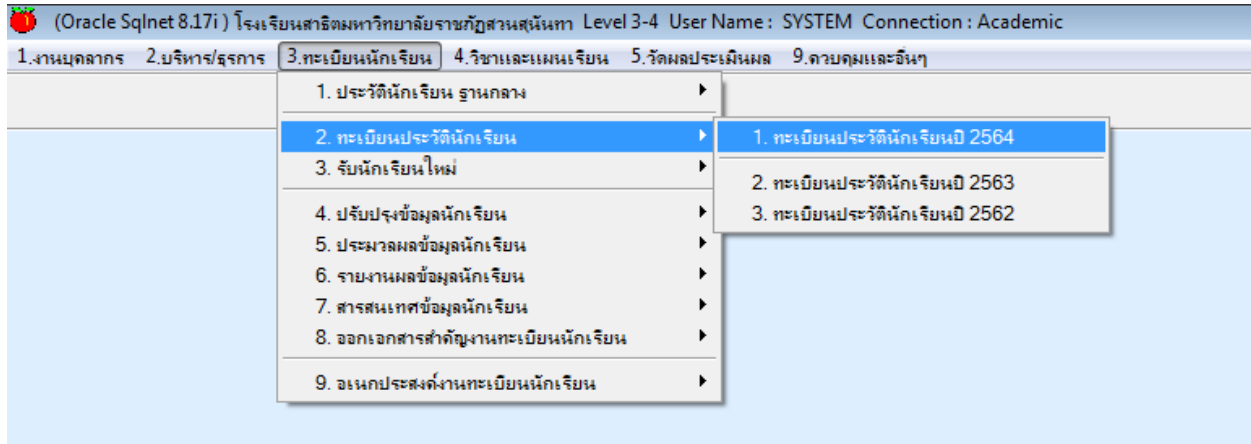 (Oracle Sqlnet 8.17i ) โรงเรียนสาธิตมหาวิทยาลัยราชภัฏสวนสุนันทา Level 3-4 User Name : SYSTEM Connection : Academic
1.งานบุคลากร 2.บริหาร/ธุรการ 3.ทะเบียนนักเรียน 4.วิชาและแผนเรียน 5.วัดผลประเมินผล 9.ควบคุมและอื่นๆ
1. ประวัตินักเรียน ฐานกลาง
2. ทะเบียนประวัตินักเรียน
3. รับนักเรียนใหม่
4. ปรับปรุงข้อมูลนักเรียน
5. ประมวลผลข้อมูลนักเรียน
6. รายงานผลข้อมูลนักเรียน
7. สารสนเทศข้อมูลนักเรียน
8. ออกเอกสารสำคัญงานทะเบียนนักเรียน
9. อเนกประสงค์งานทะเบียนนักเรียน
1. ทะเบียนประวัตินักเรียนปี 2564
2. ทะเบียนประวัตินักเรียนปี 2563
3. ทะเบียนประวัตินักเรียนปี 2562